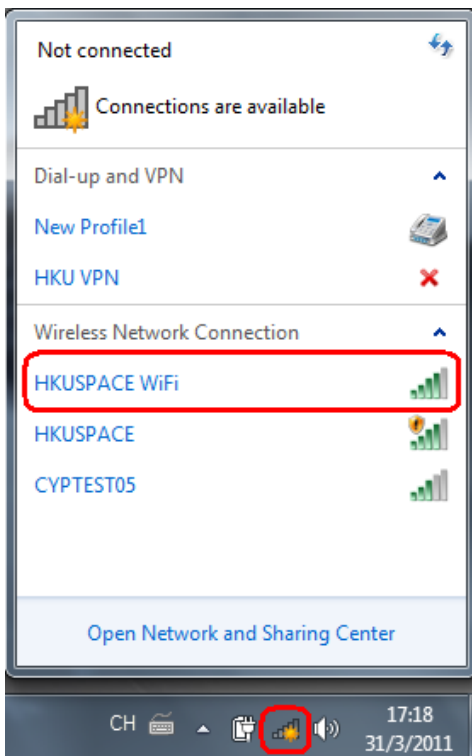 Not connected
Connections are available
Dial-up and VPN
New Profile1
HKU VPN
Wireless Network Connection
HKUSPACE WiFi
HKUSPACE
CYPTEST05
Open Network and Sharing Center
CH
17:18
31/3/2011